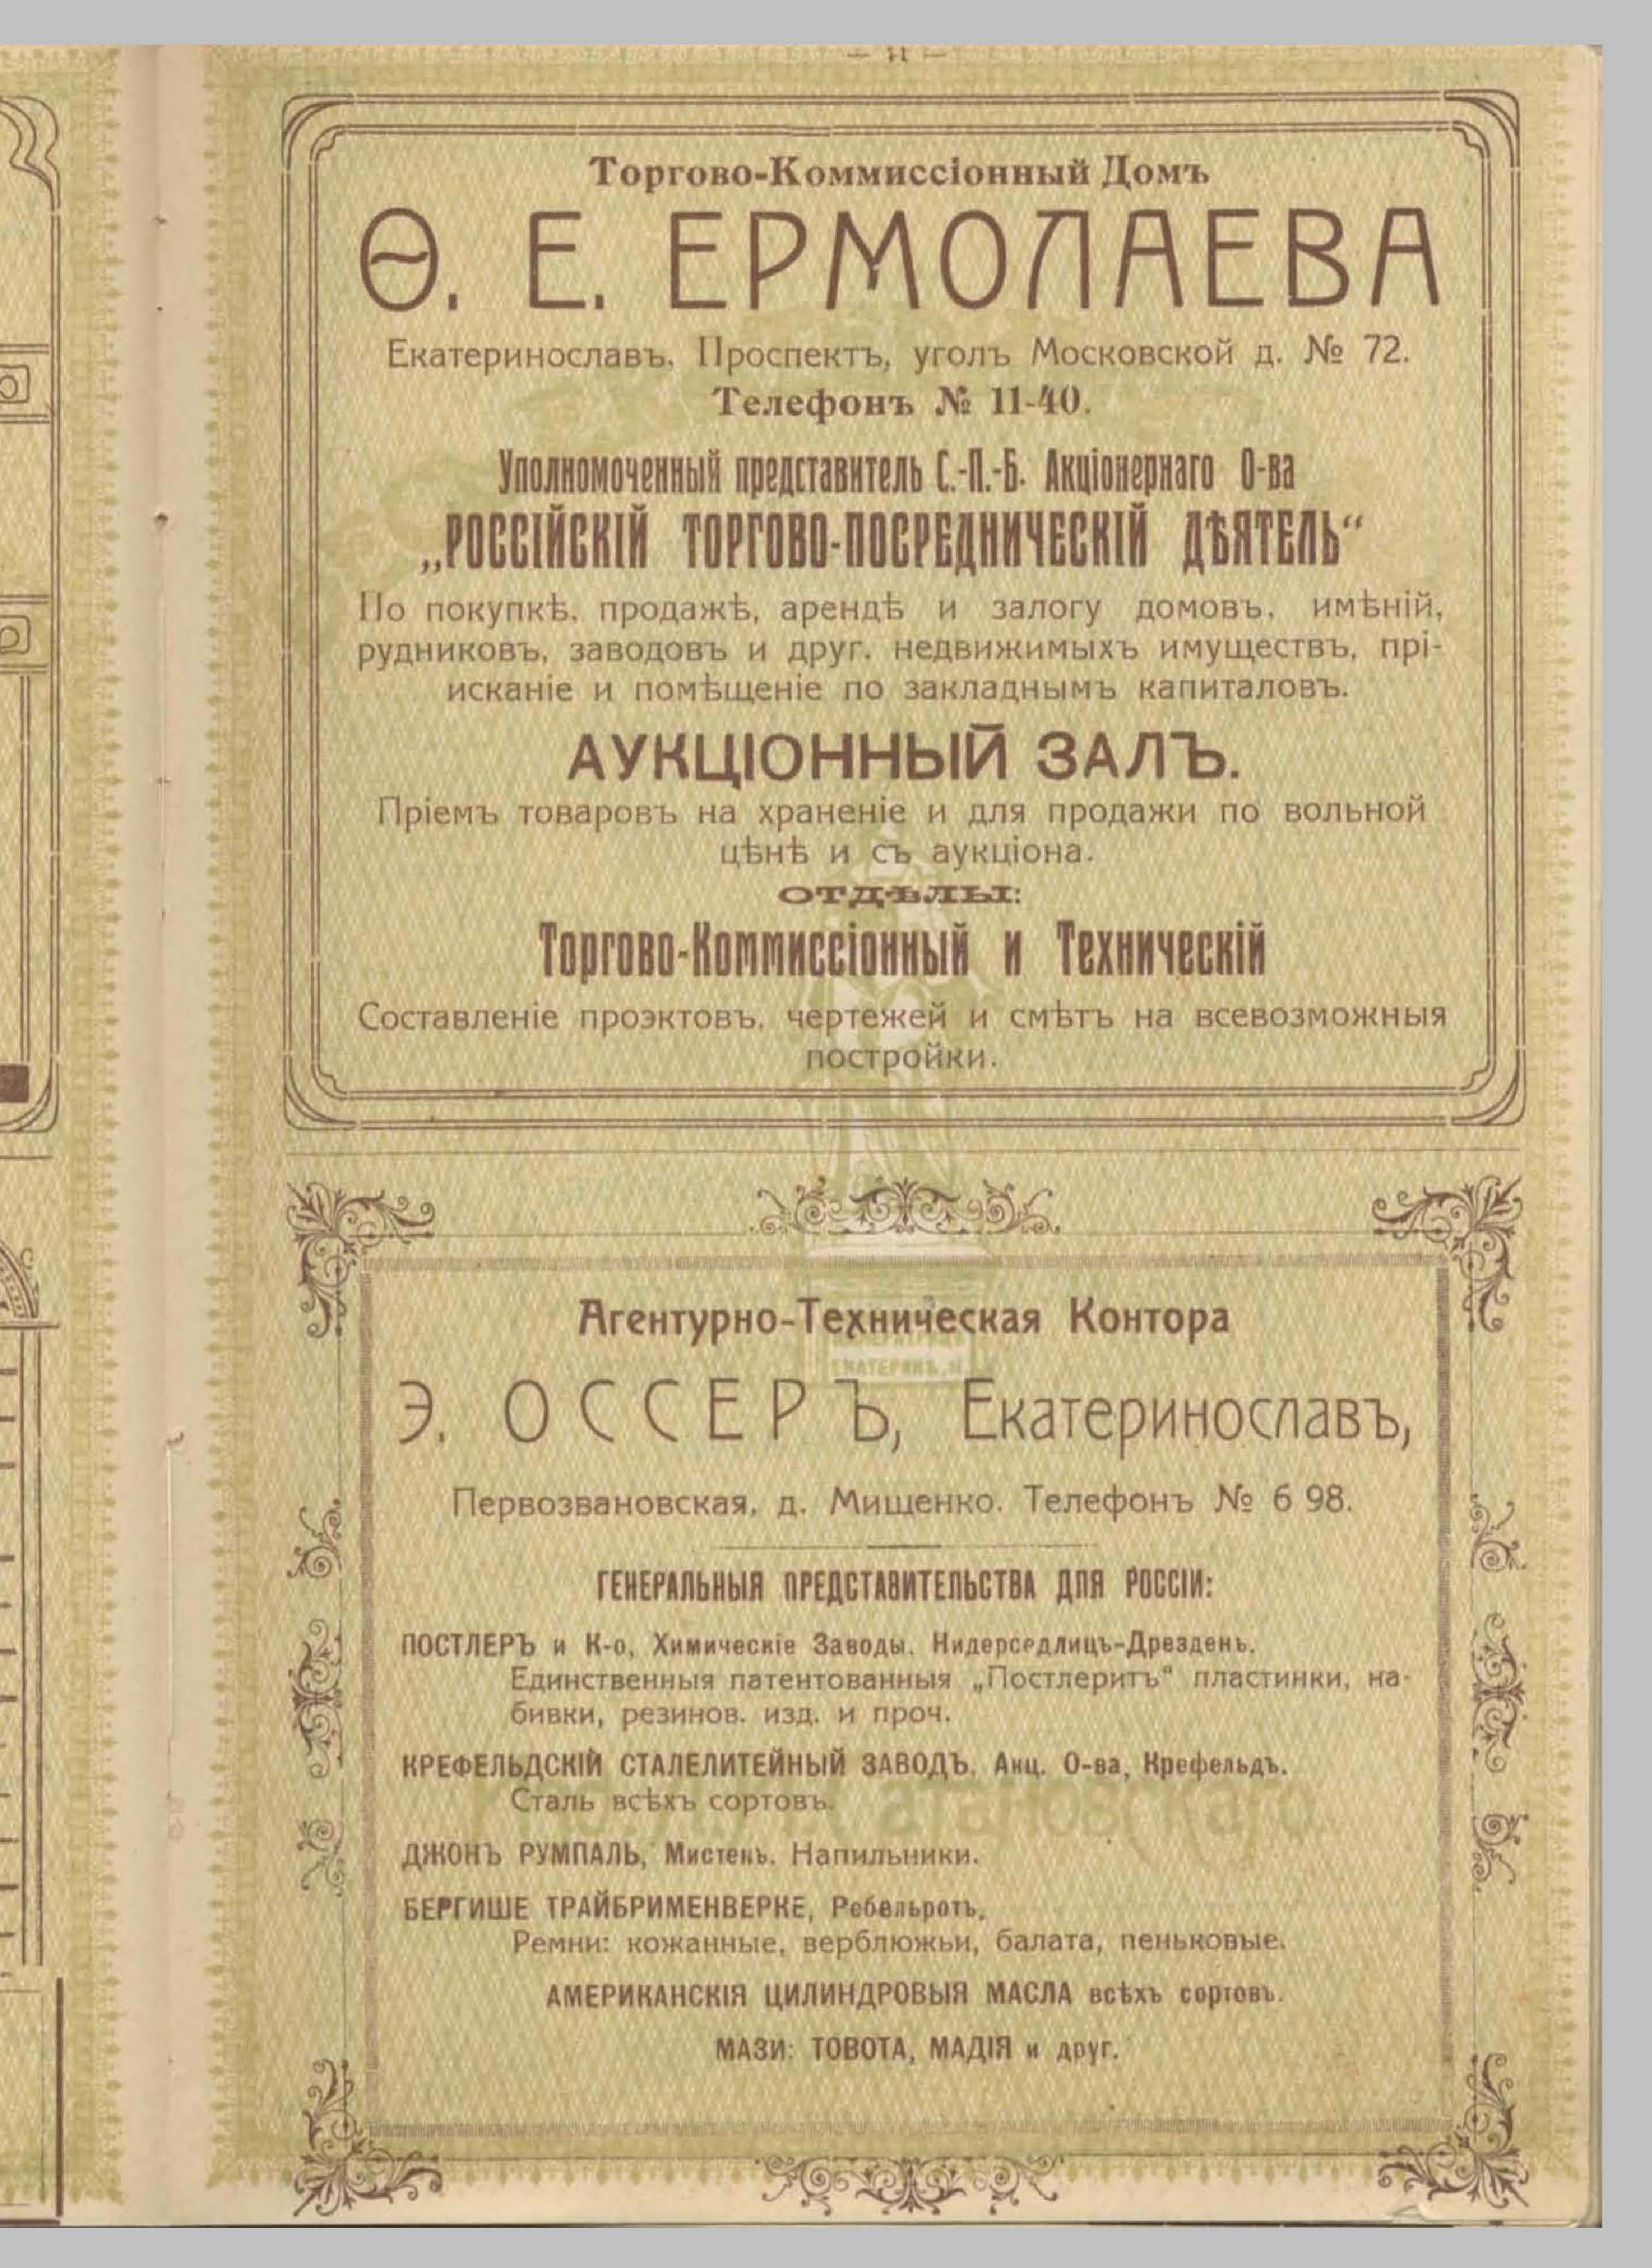 Торгово-Коммиссіонный Домъ
Ѳ. Е. ЕРМОЛАЕВА
Екатеринославъ, Проспектъ, уголъ Московской д. № 72.
Телефонъ № 11-40.
Уполномоченный представитель С.-П.-Б. Акціонернаго О-ва
„РОССІЙСКІЙ ТОРГОВО-ПОСРЕДНИЧЕСКІЙ ДѢЯТЕЛЬ“
По покупкѣ, продажѣ, арендѣ и залогу домовъ, имѣній,
рудниковъ, заводовъ и друг. недвижимыхъ имуществъ, прі-
исканіе и помѣщеніе по закладнымъ капиталовъ.
АУКЦІОННЫЙ ЗАЛЪ.
Пріемъ товаровъ на храненіе и для продажи по вольной
цѣнѣ и съ аукціона.
ОТДѢЛЫ:
Торгово-Коммиссіонный и Техническій
Составленіе проэктовъ, чертежей и смѣтъ на всевозможныя
постройки.
Агентурно-Техническая Контора
Э. ОССЕРЪ, Екатеринославъ,
Первозвановская, д. Мищенко. Телефонъ № 6 98.
ГЕНЕРАЛЬНЫЯ ПРЕДСТАВИТЕЛЬСТВА ДЛЯ РОССІИ:
ПОСТЛЕРЪ и К-о, Химическіе Заводы. Нидерседлицъ-Дрезденъ.
Единственныя патентованныя „Постлеритъ“ пластинки, на-
бивки, резинов. изд. и проч.
КРЕФЕЛЬДСКІЙ СТАЛЕЛИТЕЙНЫЙ ЗАВОДЪ, Акц. О-ва, Крефельдъ.
Сталь всѣхъ сортовъ.
ДЖОНЪ РУМПАЛЬ, Мистекъ. Напильники.
БЕРГИШЕ ТРАЙБРИМЕНВЕРКЕ, Ребельротъ.
Ремни: кожанные, верблюжьи, балата, пеньковые.
АМЕРИКАНСКІЯ ЦИЛИНДРОВЫЯ МАСЛА всѣхъ сортовъ.
МАЗИ: ТОВОТА, МАДІЯ и друг.